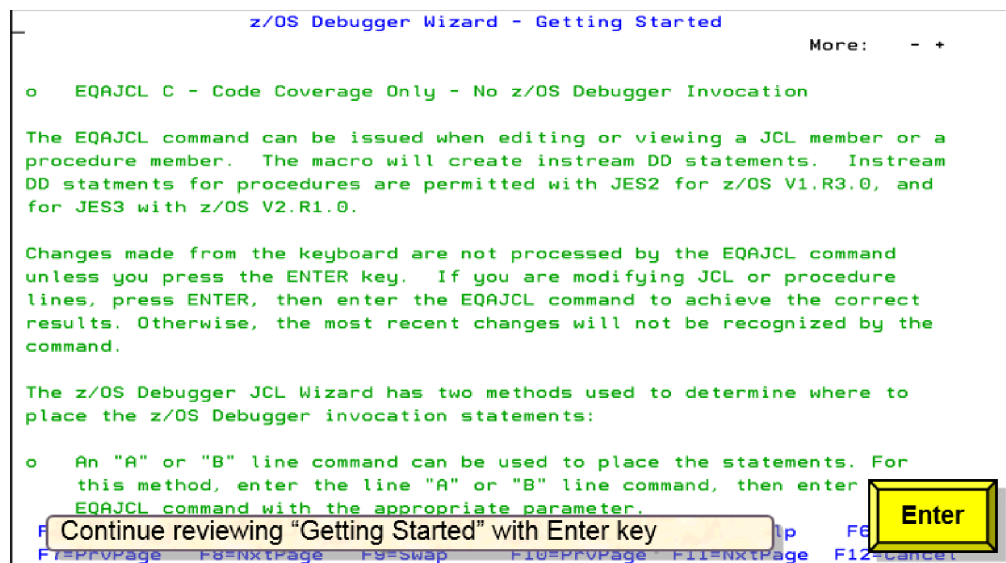 z/OS Debugger Wizard - Getting Started
More: - +
o EQAJCL C - Code Coverage Only - No z/OS Debugger Invocation
The EQAJCL command can be issued when editing or viewing a JCL member or a
procedure member. The macro will create instream DD statements. Instream
DD statments for procedures are permitted with JES2 for z/OS V1.R3.0, and
for JES3 with z/OS V2.R1.0.
Changes made from the keyboard are not processed by the EQAJCL command
unless you press the ENTER key. If you are modifying JCL or procedure
lines, press ENTER, then enter the EQAJCL command to achieve the correct
results. Otherwise, the most recent changes will not be recognized by the
command.
The z/OS Debugger JCL Wizard has two methods used to determine where to
place the z/OS Debugger invocation statements:
o An "A" or "B" line command can be used to place the statements. For
this method, enter the line "A" or "B" line command, then enter
EQAJCL command with the appropriate parameter.
Continue reviewing “Getting Started” with Enter key
Enter
F7=PrvPage F8=NxtPage F9=Swap F10=PrvPage F11=NxtPage F12=Cancel